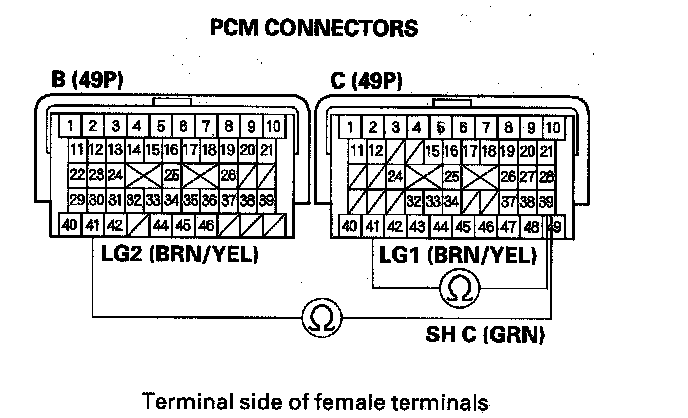 PCM CONNECTORS
B (49P)
C (49P)
1 2 3 4 5 6 7 8 9 10
11 12 13 14 15 16 17 18 19 20 21
22 23 24 25 26
29 30 31 32 33 34 35 36 37 38 39
40 41 42 44 45 46
1 2 3 4 5 6 7 8 9 10
11 12 15 16 17 18 19 20 21
24 25 26 27 28
32 33 34 37 38 39
40 41 42 43 44 45 46 47 48 49
LG2 (BRN/YEL)
LG1 (BRN/YEL)
Ω
Ω
SH C (GRN)
Terminal side of female terminals